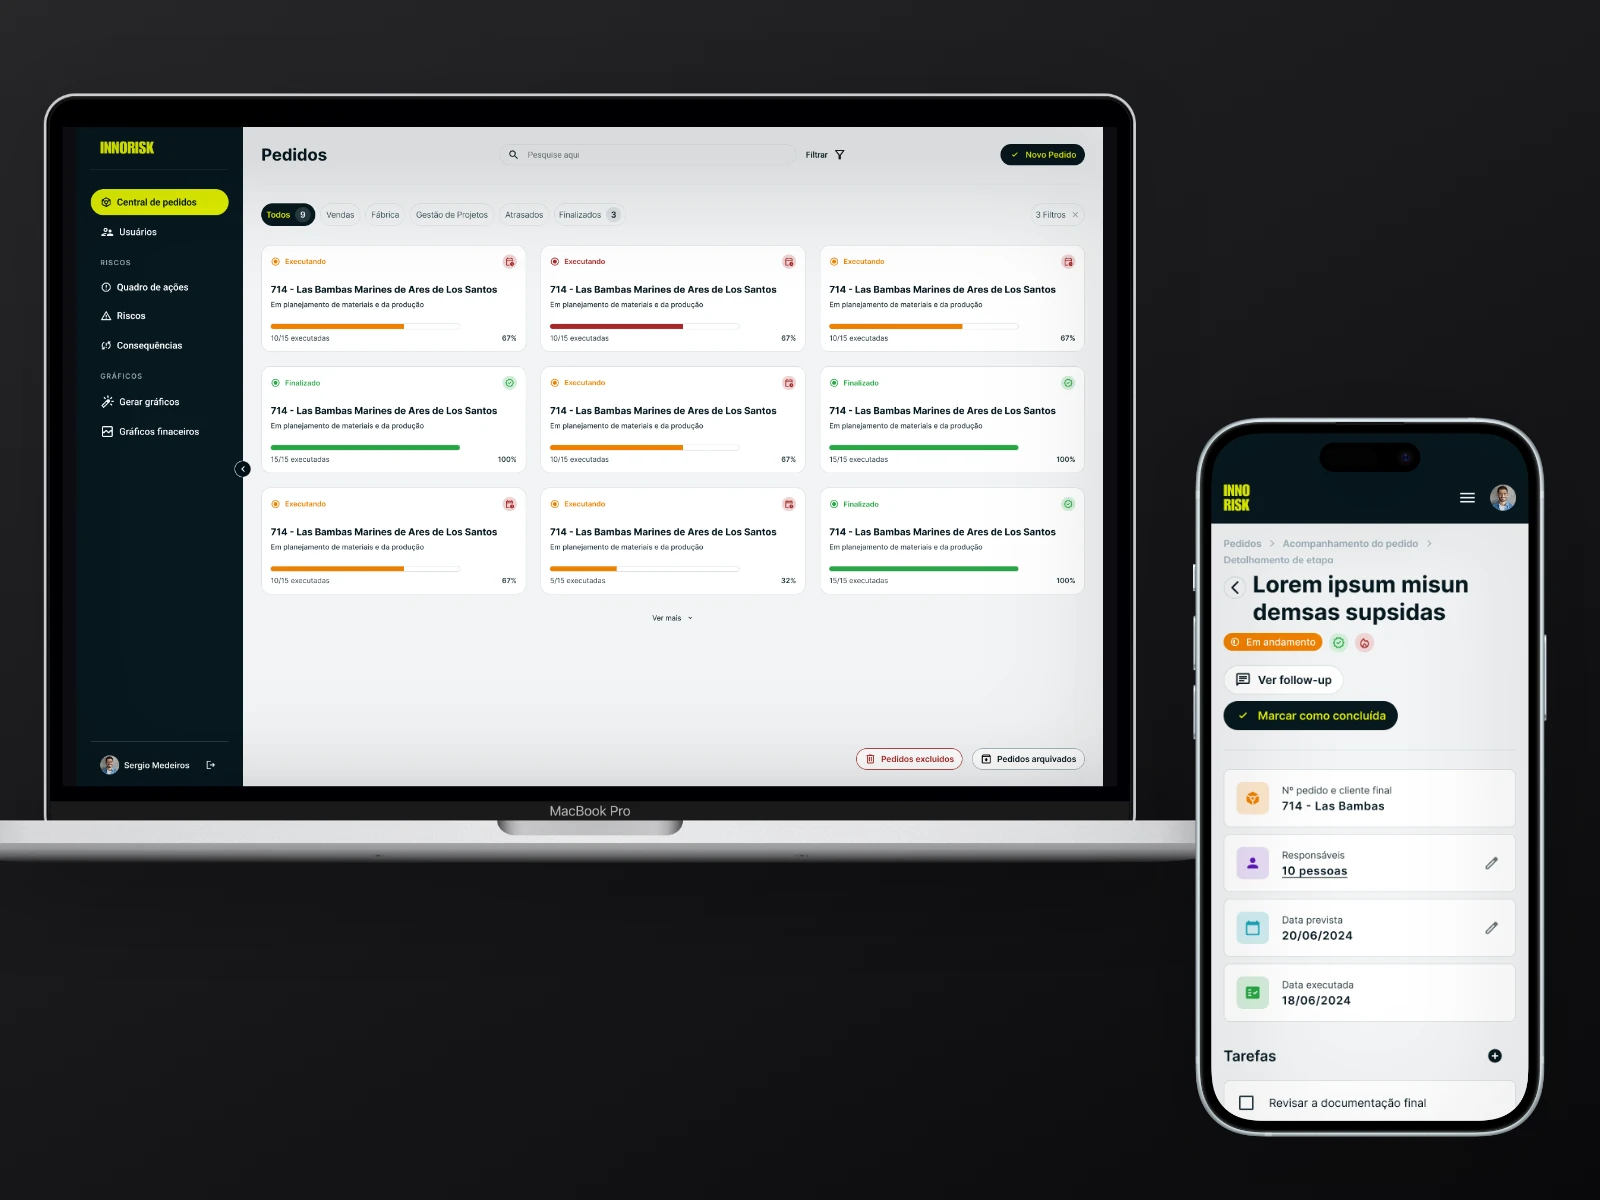 INNORISK
Central de pedidos
Usuários
RISCOS
Quadro de ações
Riscos
Consequências
GRÁFICOS
Gerar gráficos
Gráficos finaceiros
Sergio Medeiros
Pedidos
Pesquise aqui
Filtrar
Novo Pedido
Todos 9
Vendas
Fábrica
Gestão de Projetos
Atrasados
Finalizados 3
3 Filtros
Executando
714 - Las Bambas Marines de Ares de Los Santos
Em planejamento de materiais e da produção
10/15 executadas 67%
Executando
714 - Las Bambas Marines de Ares de Los Santos
Em planejamento de materiais e da produção
10/15 executadas 67%
Executando
714 - Las Bambas Marines de Ares de Los Santos
Em planejamento de materiais e da produção
10/15 executadas 67%
Finalizado
714 - Las Bambas Marines de Ares de Los Santos
Em planejamento de materiais e da produção
15/15 executadas 100%
Executando
714 - Las Bambas Marines de Ares de Los Santos
Em planejamento de materiais e da produção
10/15 executadas 67%
Finalizado
714 - Las Bambas Marines de Ares de Los Santos
Em planejamento de materiais e da produção
15/15 executadas 100%
Executando
714 - Las Bambas Marines de Ares de Los Santos
Em planejamento de materiais e da produção
10/15 executadas 67%
Executando
714 - Las Bambas Marines de Ares de Los Santos
Em planejamento de materiais e da produção
5/15 executadas 32%
Finalizado
714 - Las Bambas Marines de Ares de Los Santos
Em planejamento de materiais e da produção
15/15 executadas 100%
Ver mais
Pedidos excluídos
Pedidos arquivados
MacBook Pro
INNO
RISK
Pedidos > Acompanhamento do pedido >
Detalhamento de etapa
Lorem ipsum misun
demsas supsidas
Em andamento
Ver follow-up
Marcar como concluída
Nº pedido e cliente final
714 - Las Bambas
Responsáveis
10 pessoas
Data prevista
20/06/2024
Data executada
18/06/2024
Tarefas
Revisar a documentação final